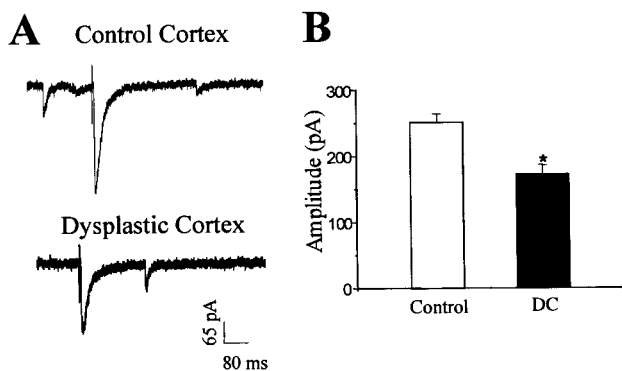 A
Control Cortex
Dysplastic Cortex
65 pA
80 ms
B
Amplitude (pA)
300
200
100
0
*
Control
DC